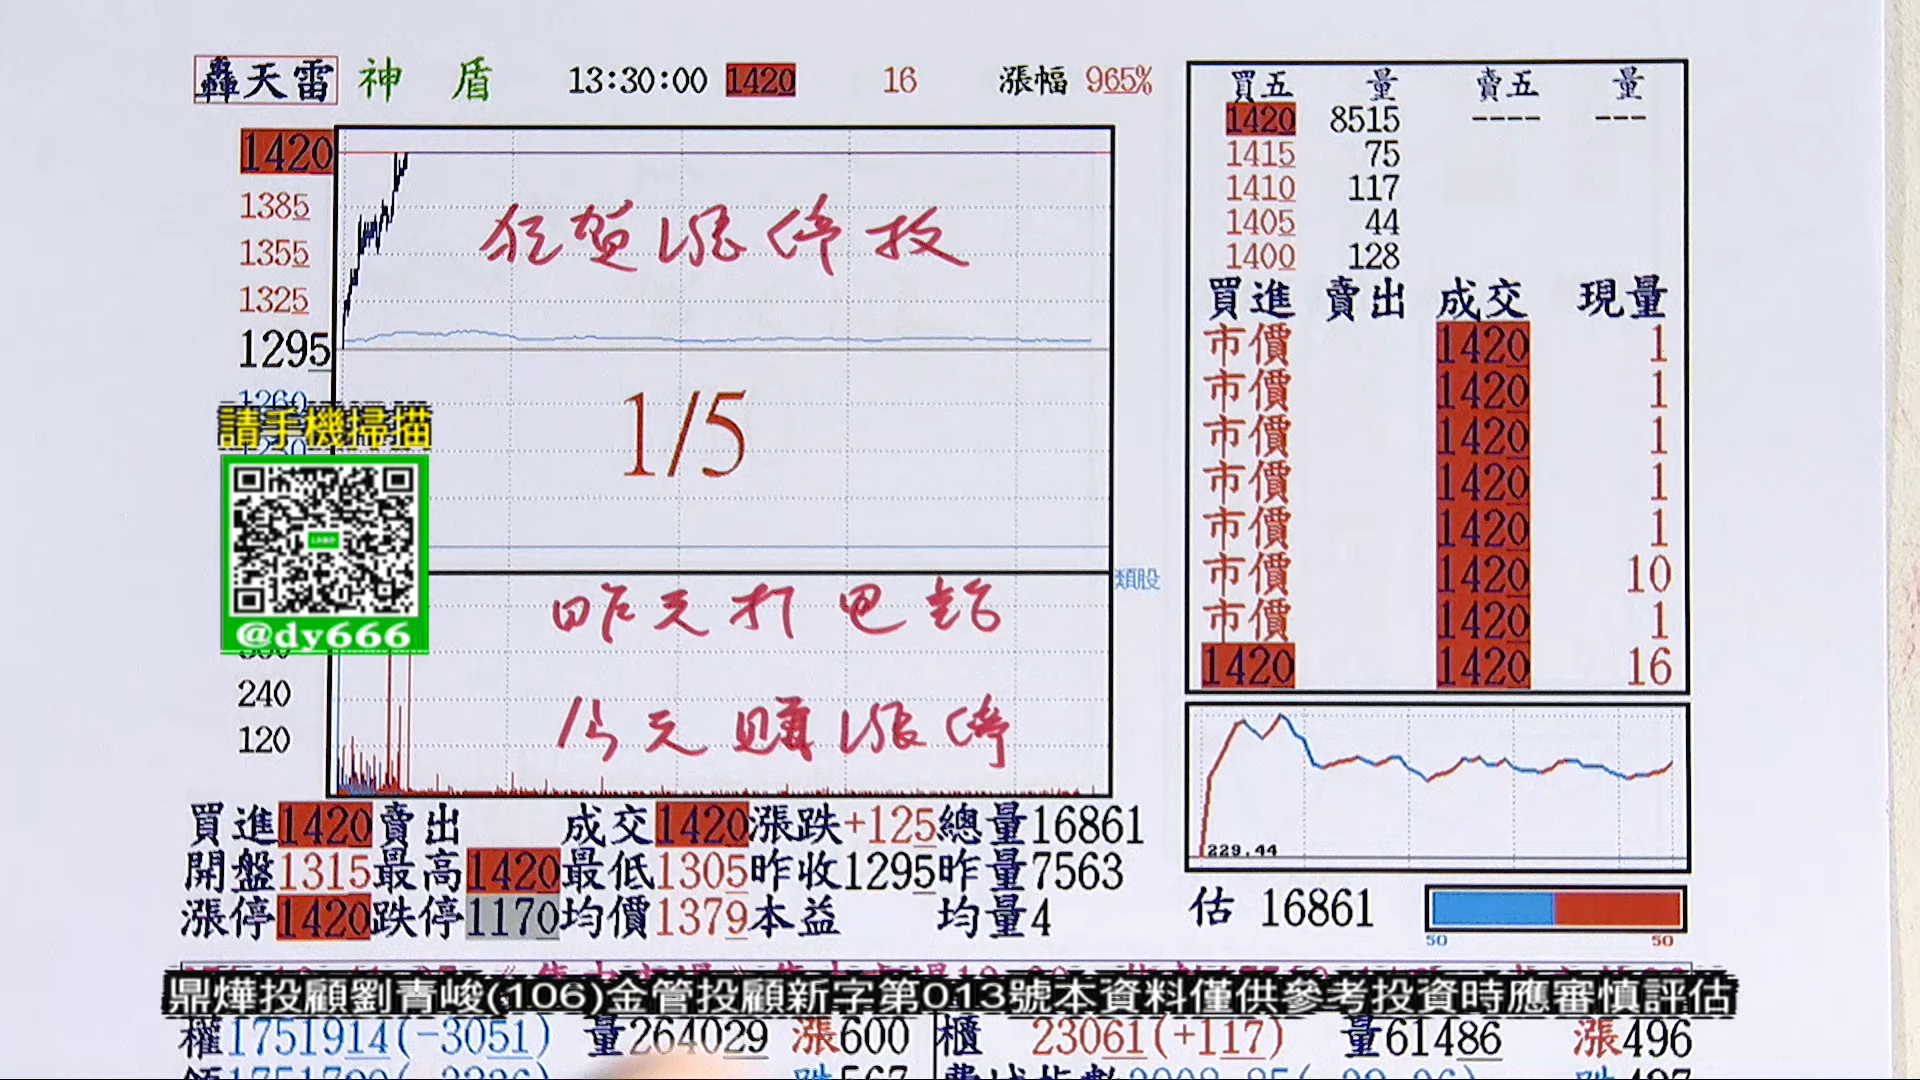 轟天雷 神 盾 13:30:00 1420 16 漲幅 965%
1420
1385
1355
1325
1295
1260
1230
狂賀漲停板
1/5
請手機掃描
@dy666
類股
昨天打巴給
今天賺漲停
240
120
買五 量 賣五 量
1420 8515 ---- ---
1415 75
1410 117
1405 44
1400 128
買進 賣出 成交 現量
市價 1420 1
市價 1420 1
市價 1420 1
市價 1420 1
市價 1420 1
市價 1420 10
市價 1420 1
1420 1420 16
229.44
估 16861
50 50
買進1420賣出 成交1420漲跌+125總量16861
開盤1315最高1420最低1305昨收1295昨量7563
漲停1420跌停1170均價1379本益 均量4
鼎燁投顧劉青峻(106)金管投顧新字第013號本資料僅供參考投資時應審慎評估
權1751914(-3051) 量264029 漲600 櫃 23061(+117) 量61486 漲496